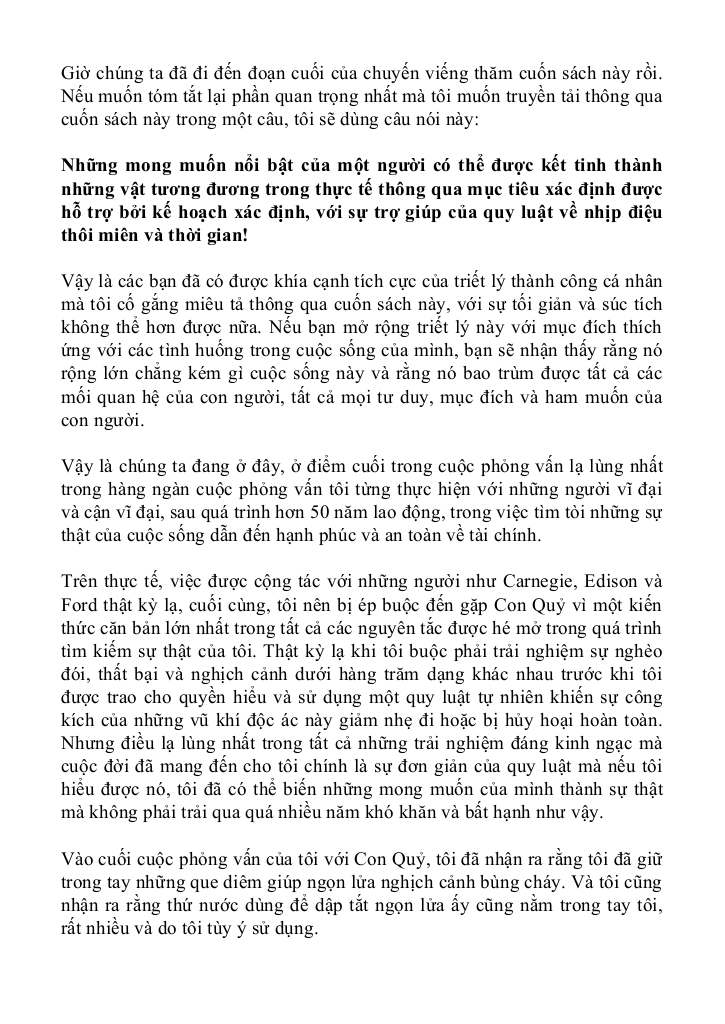 Giờ chúng ta đã đi đến đoạn cuối của chuyến viếng thăm cuốn sách này rồi.
Nếu muốn tóm tắt lại phần quan trọng nhất mà tôi muốn truyền tải thông qua
cuốn sách này trong một câu, tôi sẽ dùng câu nói này:
Những mong muốn nổi bật của một người có thể được kết tinh thành
những vật tương đương trong thực tế thông qua mục tiêu xác định được
hỗ trợ bởi kế hoạch xác định, với sự trợ giúp của quy luật về nhịp điệu
thôi miên và thời gian!
Vậy là các bạn đã có được khía cạnh tích cực của triết lý thành công cá nhân
mà tôi cố gắng miêu tả thông qua cuốn sách này, với sự tối giản và súc tích
không thể hơn được nữa. Nếu bạn mở rộng triết lý này với mục đích thích
ứng với các tình huống trong cuộc sống của mình, bạn sẽ nhận thấy rằng nó
rộng lớn chẳng kém gì cuộc sống này và rằng nó bao trùm được tất cả các
mối quan hệ của con người, tất cả mọi tư duy, mục đích và ham muốn của
con người.
Vậy là chúng ta đang ở đây, ở điểm cuối trong cuộc phỏng vấn lạ lùng nhất
trong hàng ngàn cuộc phỏng vấn tôi từng thực hiện với những người vĩ đại
và cận vĩ đại, sau quá trình hơn 50 năm lao động, trong việc tìm tòi những sự
thật của cuộc sống dẫn đến hạnh phúc và an toàn về tài chính.
Trên thực tế, việc được cộng tác với những người như Carnegie, Edison và
Ford thật kỳ lạ, cuối cùng, tôi nên bị ép buộc đến gặp Con Quỷ vì một kiến
thức căn bản lớn nhất trong tất cả các nguyên tắc được hé mở trong quá trình
tìm kiếm sự thật của tôi. Thật kỳ lạ khi tôi buộc phải trải nghiệm sự nghèo
đói, thất bại và nghịch cảnh dưới hàng trăm dạng khác nhau trước khi tôi
được trao cho quyền hiểu và sử dụng một quy luật tự nhiên khiến sự công
kích của những vũ khí độc ác này giảm nhẹ đi hoặc bị hủy hoại hoàn toàn.
Nhưng điều lạ lùng nhất trong tất cả những trải nghiệm đáng kinh ngạc mà
cuộc đời đã mang đến cho tôi chính là sự đơn giản của quy luật mà nếu tôi
hiểu được nó, tôi đã có thể biến những mong muốn của mình thành sự thật
mà không phải trải qua quá nhiều năm khó khăn và bất hạnh như vậy.
Vào cuối cuộc phỏng vấn của tôi với Con Quỷ, tôi đã nhận ra rằng tôi đã giữ
trong tay những que diêm giúp ngọn lửa nghịch cảnh bùng cháy. Và tôi cũng
nhận ra rằng thứ nước dùng để dập tắt ngọn lửa ấy cũng nằm trong tay tôi,
rất nhiều và do tôi tùy ý sử dụng.